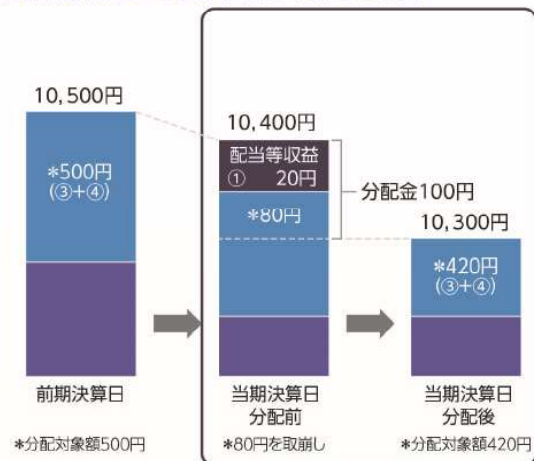 10,500円
*500円
(③+④)
前期決算日
*分配対象額500円
10,400円
配当等収益
① 20円
*80円
分配金100円
当期決算日
分配前
*80円を取崩し
10,300円
*420円
(③+④)
当期決算日
分配後
*分配対象額420円